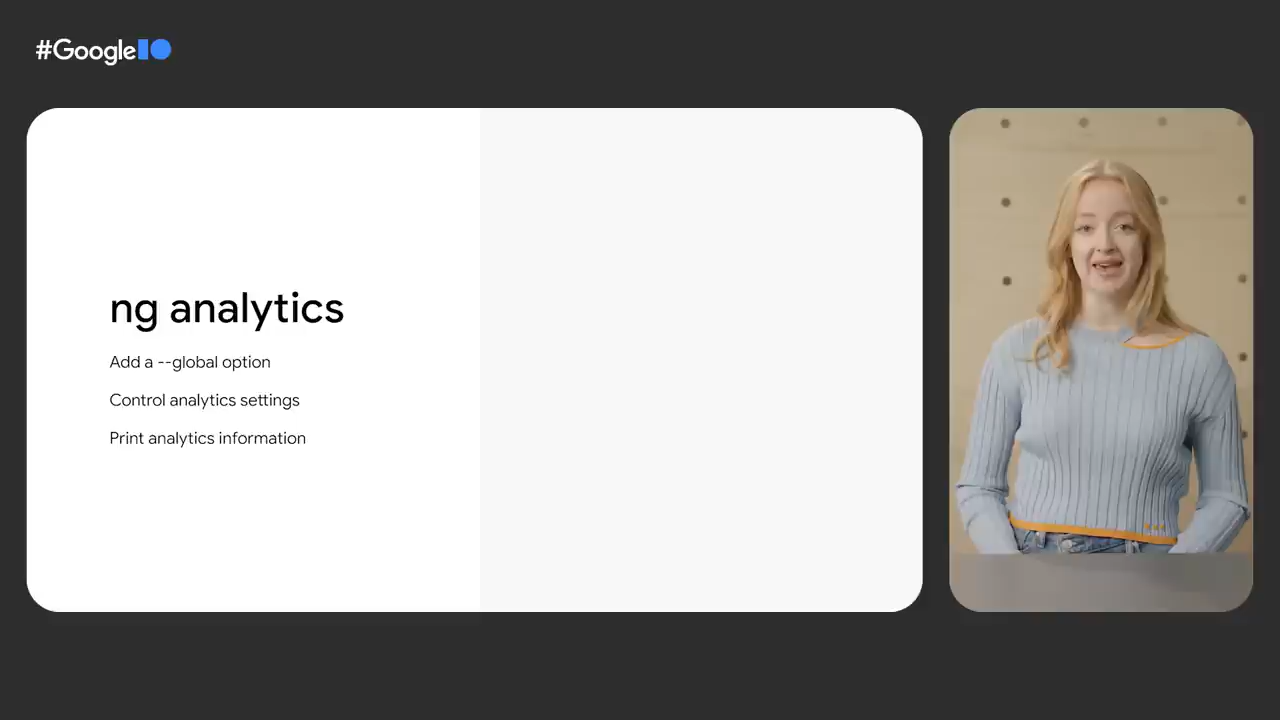 #GoogleIO
ng analytics
Add a --global option
Control analytics settings
Print analytics information